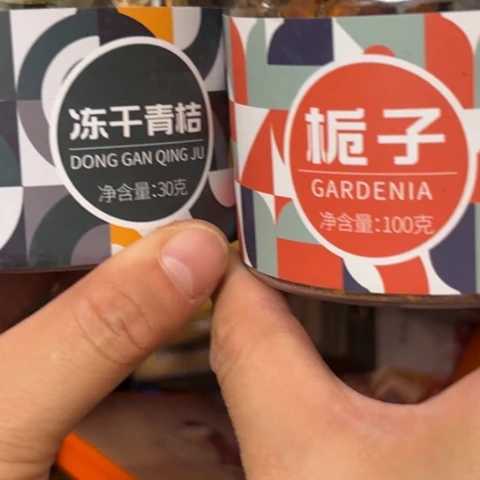 冻干青桔
DONG GAN QING JU
净含量:30克
栀子
GARDENIA
净含量:100克